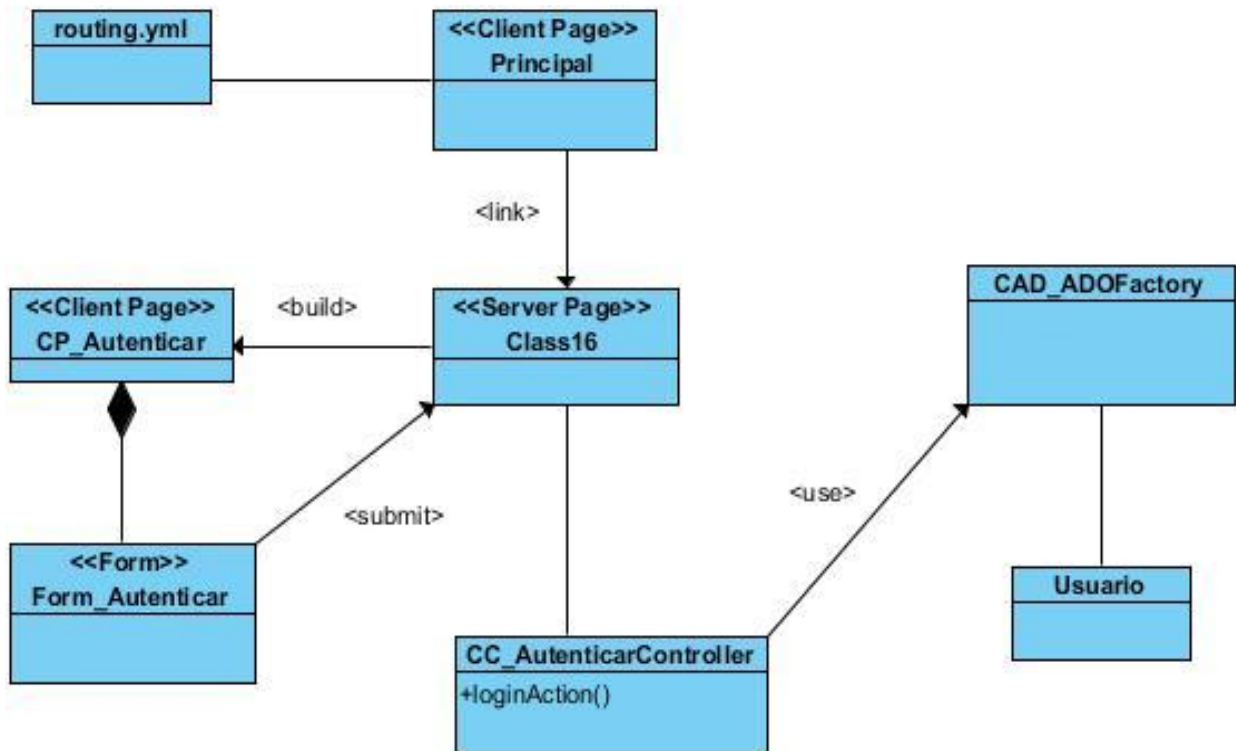 routing.yml
<<Client Page>>
Principal
<link>
<<Client Page>>
CP_Autenticar
<build>
<<Server Page>>
Class16
CAD_ADOFactory
<submit>
<use>
<<Form>>
Form_Autenticar
Usuario
CC_AutenticarController
+loginAction()